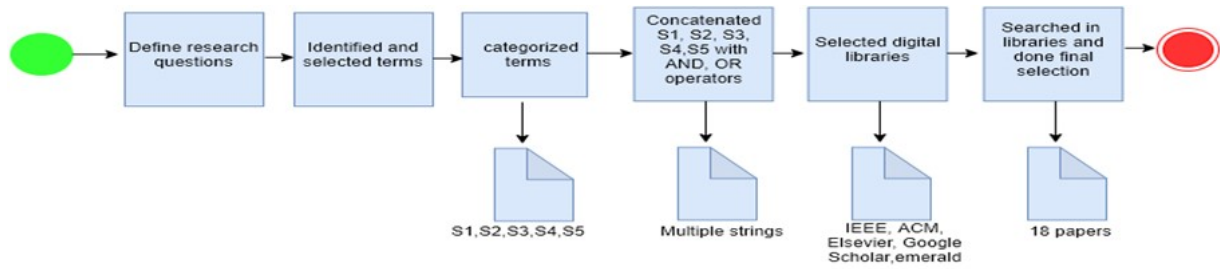 Define research
questions
Identified and
selected terms
categorized
terms
Concatenated
S1, S2, S3,
S4,S5 with
AND, OR
operators
Selected digital
libraries
Searched in
libraries and
done final
selection
S1,S2,S3,S4,S5
Multiple strings
IEEE, ACM,
Elsevier, Google
Scholar,emerald
18 papers